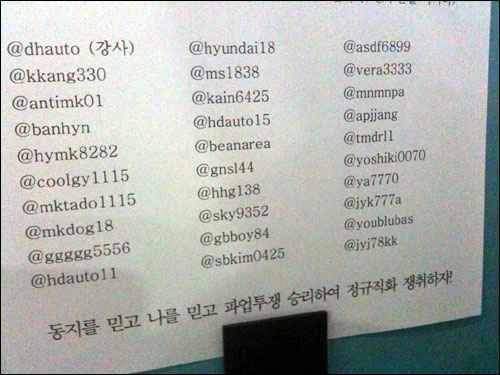 @dhauto (강사)
@kkang330
@antimk01
@banhyn
@hymk8282
@coolgy1115
@mktado1115
@mkdog18
@ggggg5556
@hdauto11
@hyundai18
@ms1838
@kain6425
@hdauto15
@beanarea
@gnsl44
@hhg138
@sky9352
@gbboy84
@sbkim0425
@asdf6899
@vera3333
@mnmnpa
@apjjang
@tmdrl1
@yoshiki0070
@ya7770
@jyk777a
@youblubas
@jyj78kk
동지를 믿고 나를 믿고 파업투쟁 승리하여 정규직화 쟁취하자!